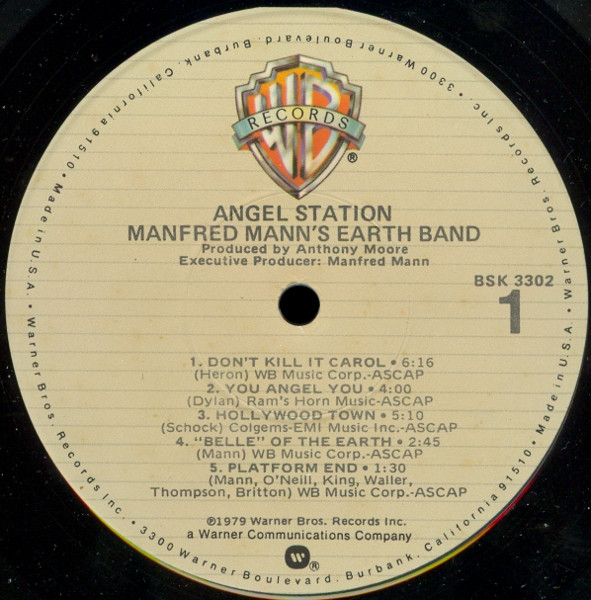 WB
RECORDS
®
ANGEL STATION
MANFRED MANN'S EARTH BAND
Produced by Anthony Moore
Executive Producer: Manfred Mann
BSK 3302
1
1. DON'T KILL IT CAROL • 6:16
(Heron) WB Music Corp.-ASCAP
2. YOU ANGEL YOU • 4:00
(Dylan) Ram's Horn Music-ASCAP
3. HOLLYWOOD TOWN • 5:10
(Schock) Colgems-EMI Music Inc.-ASCAP
4. “BELLE” OF THE EARTH • 2:45
(Mann) WB Music Corp.-ASCAP
5. PLATFORM END • 1:30
(Mann, O'Neill, King, Waller,
Thompson, Britton) WB Music Corp.-ASCAP
℗1979 Warner Bros. Records Inc.
a Warner Communications Company
W
®
Warner Bros. Records Inc. • 3300 Warner Boulevard, Burbank, California 91510 • Made in U.S.A. •
Warner Bros. Records Inc. • 3300 Warner Boulevard, Burbank, California 91510 • Made in U.S.A. •